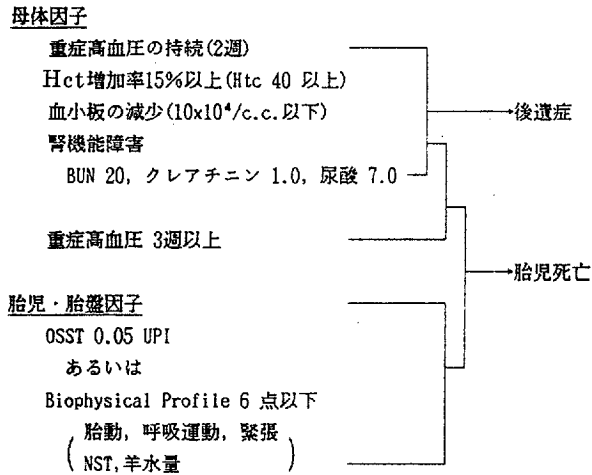 母体因子
重症高血圧の持続(2週)
Hct増加率15%以上(Htc 40 以上)
血小板の減少(10x10⁴/c.c.以下)
後遺症
腎機能障害
BUN 20, クレアチニン 1.0, 尿酸 7.0
重症高血圧 3週以上
胎児死亡
胎児・胎盤因子
OSST 0.05 UPI
あるいは
Biophysical Profile 6 点以下
(胎動, 呼吸運動, 緊張
NST,羊水量)